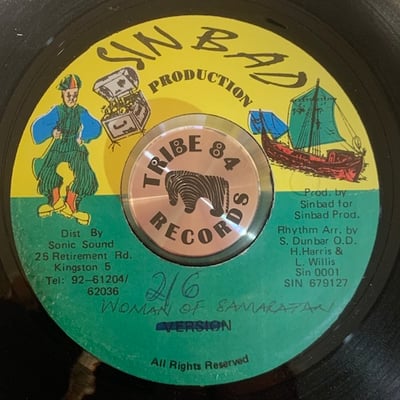 SINBAD
PRODUCTION
TRIBE 84
RECORDS
Prod. by
Sinbad for
Sinbad Prod.
Dist By
Sonic Sound
25 Retirement Rd.
Kingston 5
Tel: 92-61204/
62036
Rhythm Arr. by
S. Dunbar O.D.
H.Harris &
L. Willis
Sin 0001
SIN 679127
216
WOMAN OF SAMARATAN
VERSION
All Rights Reserved